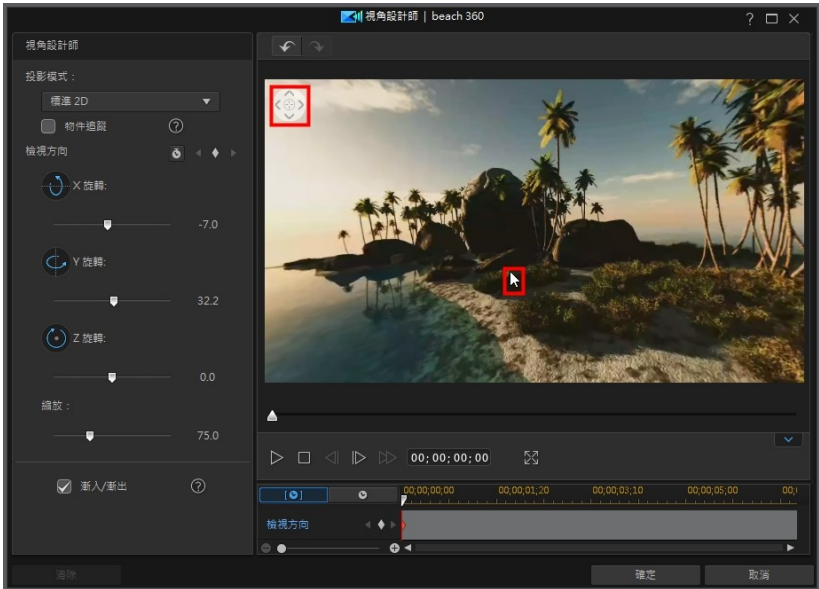 視角設計師 | beach 360
?
視角設計師
投影模式：
標準 2D
物件追蹤
?
檢視方向
X 旋轉:
-7.0
Y 旋轉:
32.2
Z 旋轉:
0.0
縮放：
75.0
漸入/漸出
?
00;00;00;00
00;00;00;00 00;00;01;20 00;00;03;10 00;00;05;00 00;
檢視方向
清除
確定
取消